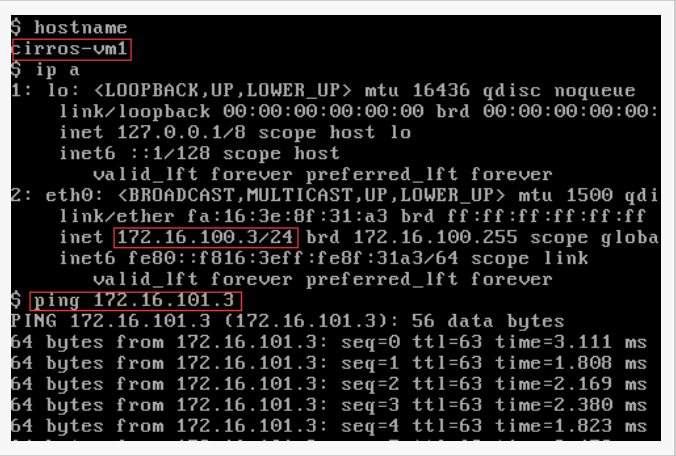 $ hostname
cirros-vm1
$ ip a
1: lo: <LOOPBACK,UP,LOWER_UP> mtu 16436 qdisc noqueue
link/loopback 00:00:00:00:00:00 brd 00:00:00:00:00:
inet 127.0.0.1/8 scope host lo
inet6 ::1/128 scope host
valid_lft forever preferred_lft forever
2: eth0: <BROADCAST,MULTICAST,UP,LOWER_UP> mtu 1500 qdi
link/ether fa:16:3e:8f:31:a3 brd ff:ff:ff:ff:ff:ff
inet 172.16.100.3/24 brd 172.16.100.255 scope globa
inet6 fe80::f816:3eff:fe8f:31a3/64 scope link
valid_lft forever preferred_lft forever
$ ping 172.16.101.3
PING 172.16.101.3 (172.16.101.3): 56 data bytes
64 bytes from 172.16.101.3: seq=0 ttl=63 time=3.111 ms
64 bytes from 172.16.101.3: seq=1 ttl=63 time=1.808 ms
64 bytes from 172.16.101.3: seq=2 ttl=63 time=2.169 ms
64 bytes from 172.16.101.3: seq=3 ttl=63 time=2.380 ms
64 bytes from 172.16.101.3: seq=4 ttl=63 time=1.823 ms